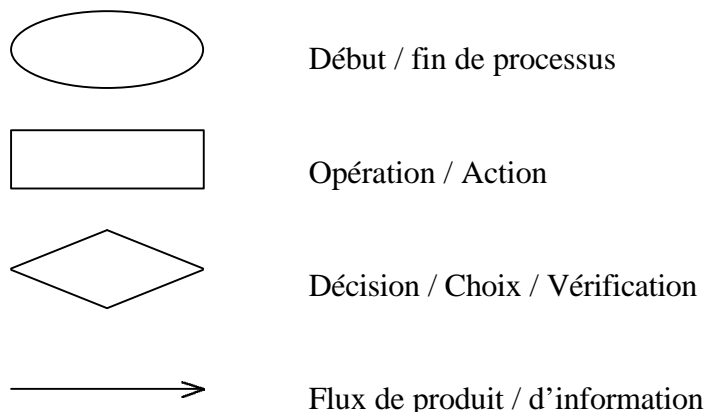 Début / fin de processus
Opération / Action
Décision / Choix / Vérification
Flux de produit / d’information